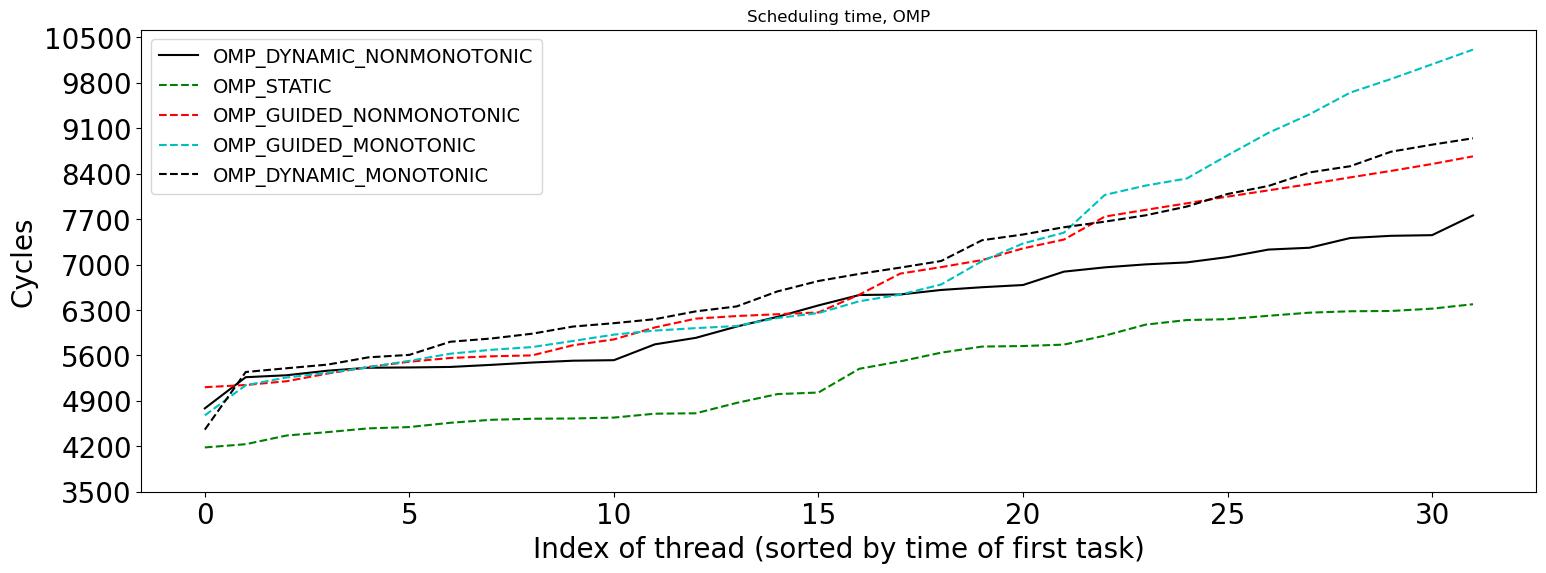 Scheduling time, OMP
10500
9800
9100
8400
7700
7000
6300
5600
4900
4200
3500
Cycles
OMP_DYNAMIC_NONMONOTONIC
OMP_STATIC
OMP_GUIDED_NONMONOTONIC
OMP_GUIDED_MONOTONIC
OMP_DYNAMIC_MONOTONIC
0 5 10 15 20 25 30
Index of thread (sorted by time of first task)